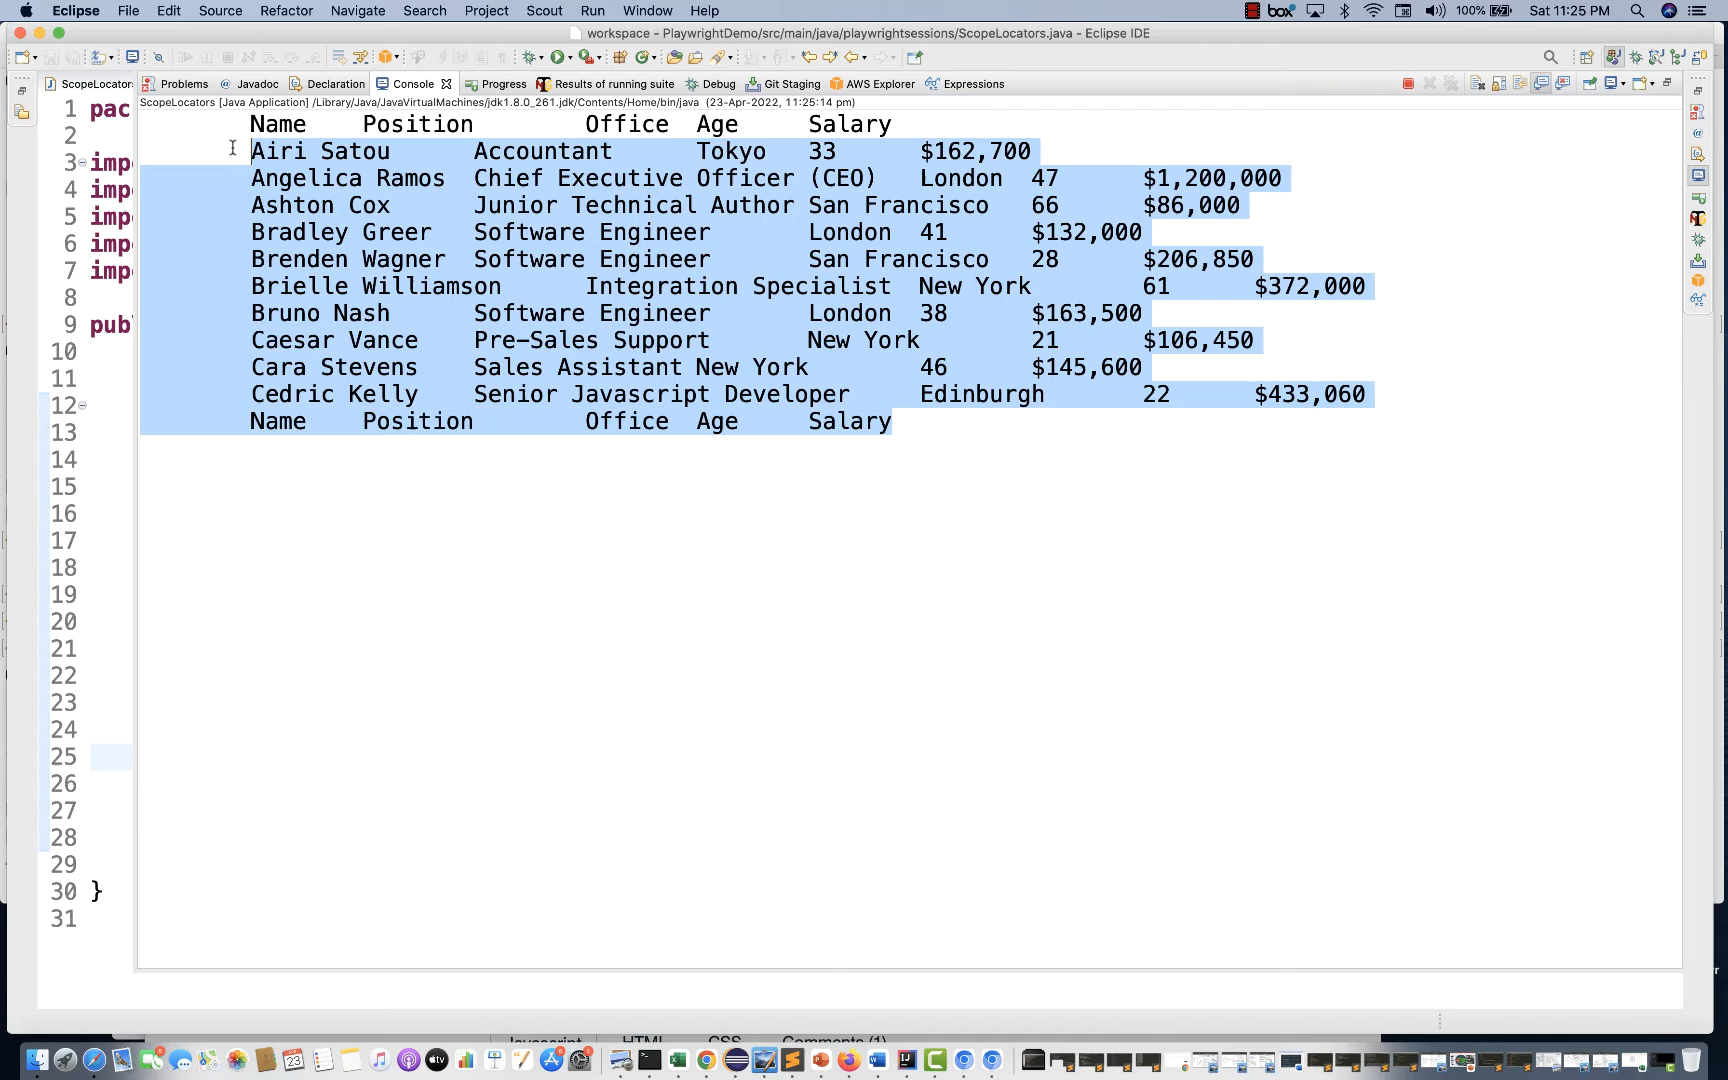 Eclipse File Edit Source Refactor Navigate Search Project Scout Run Window Help box 100% Sat 11:25 PM
workspace - PlaywrightDemo/src/main/java/playwrightsessions/ScopeLocators.java - Eclipse IDE
ScopeLocators Problems @ Javadoc Declaration Console Progress Results of running suite Debug Git Staging AWS Explorer Expressions
ScopeLocators [Java Application] /Library/Java/JavaVirtualMachines/jdk1.8.0_261.jdk/Contents/Home/bin/java (23-Apr-2022, 11:25:14 pm)
1 pac
2
3 impo
4 impo
5 impo
6 impo
7 impo
8
9 publ
10
11
12
13
14
15
16
17
18
19
20
21
22
23
24
25
26
27
28
29
30 }
31
Name Position Office Age Salary
Airi Satou Accountant Tokyo 33 $162,700
Angelica Ramos Chief Executive Officer (CEO) London 47 $1,200,000
Ashton Cox Junior Technical Author San Francisco 66 $86,000
Bradley Greer Software Engineer London 41 $132,000
Brenden Wagner Software Engineer San Francisco 28 $206,850
Brielle Williamson Integration Specialist New York 61 $372,000
Bruno Nash Software Engineer London 38 $163,500
Caesar Vance Pre-Sales Support New York 21 $106,450
Cara Stevens Sales Assistant New York 46 $145,600
Cedric Kelly Senior Javascript Developer Edinburgh 22 $433,060
Name Position Office Age Salary